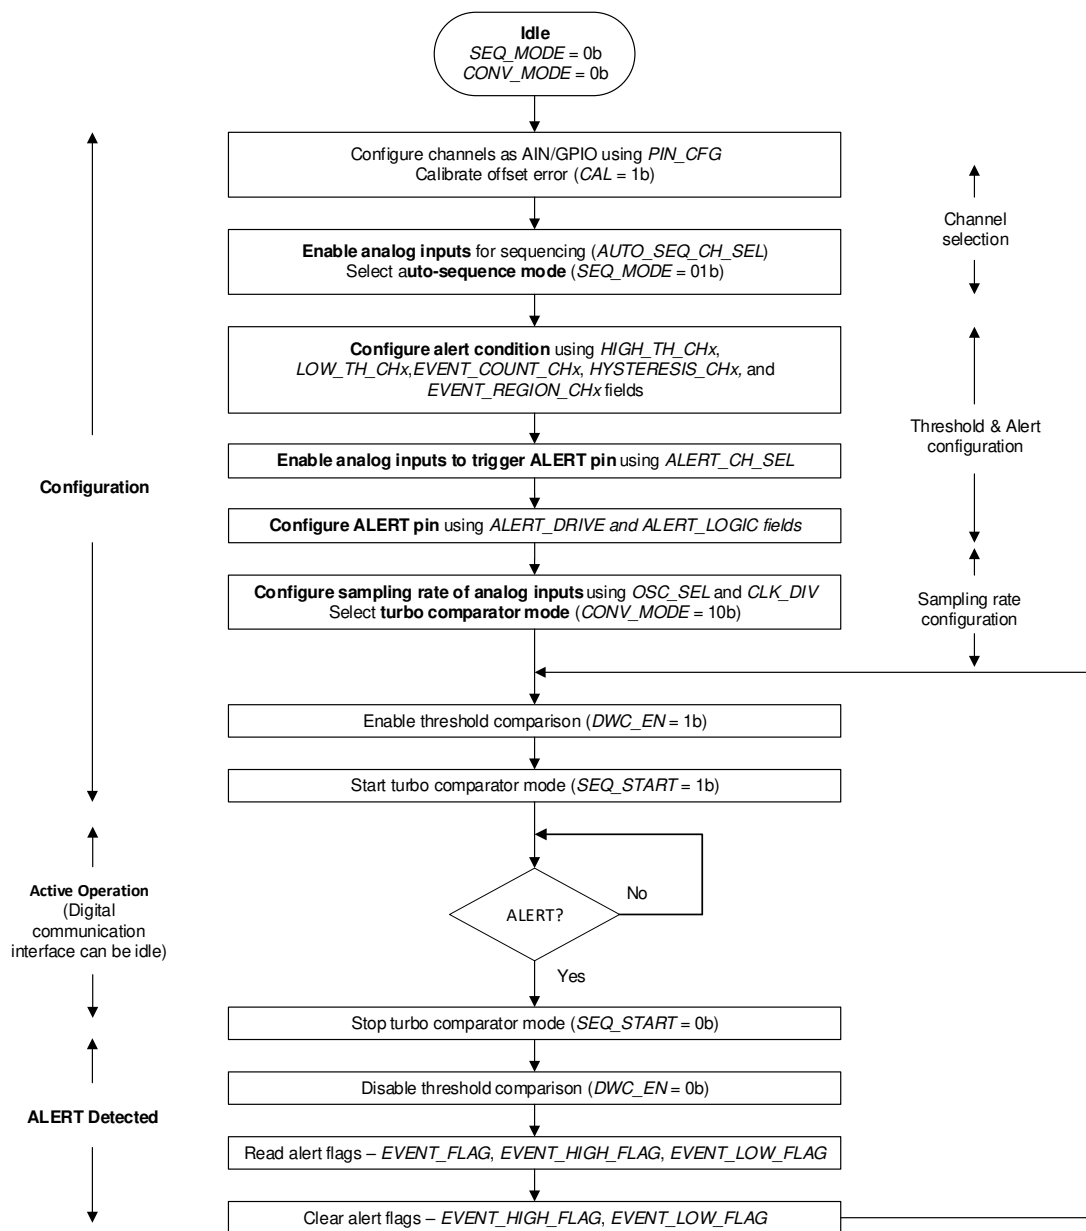 Idle
SEQ_MODE = 0b
CONV_MODE = 0b
Configure channels as AIN/GPIO using PIN_CFG
Calibrate offset error (CAL = 1b)
Channel
selection
Enable analog inputs for sequencing (AUTO_SEQ_CH_SEL)
Select auto-sequence mode (SEQ_MODE = 01b)
Configure alert condition using HIGH_TH_CHx,
LOW_TH_CHx,EVENT_COUNT_CHx, HYSTERESIS_CHx, and
EVENT_REGION_CHx fields
Threshold & Alert
configuration
Enable analog inputs to trigger ALERT pin using ALERT_CH_SEL
Configuration
Configure ALERT pin using ALERT_DRIVE and ALERT_LOGIC fields
Configure sampling rate of analog inputs using OSC_SEL and CLK_DIV
Select turbo comparator mode (CONV_MODE = 10b)
Sampling rate
configuration
Enable threshold comparison (DWC_EN = 1b)
Start turbo comparator mode (SEQ_START = 1b)
Active Operation
(Digital
communication
interface can be idle)
ALERT?
No
Yes
Stop turbo comparator mode (SEQ_START = 0b)
Disable threshold comparison (DWC_EN = 0b)
ALERT Detected
Read alert flags – EVENT_FLAG, EVENT_HIGH_FLAG, EVENT_LOW_FLAG
Clear alert flags – EVENT_HIGH_FLAG, EVENT_LOW_FLAG